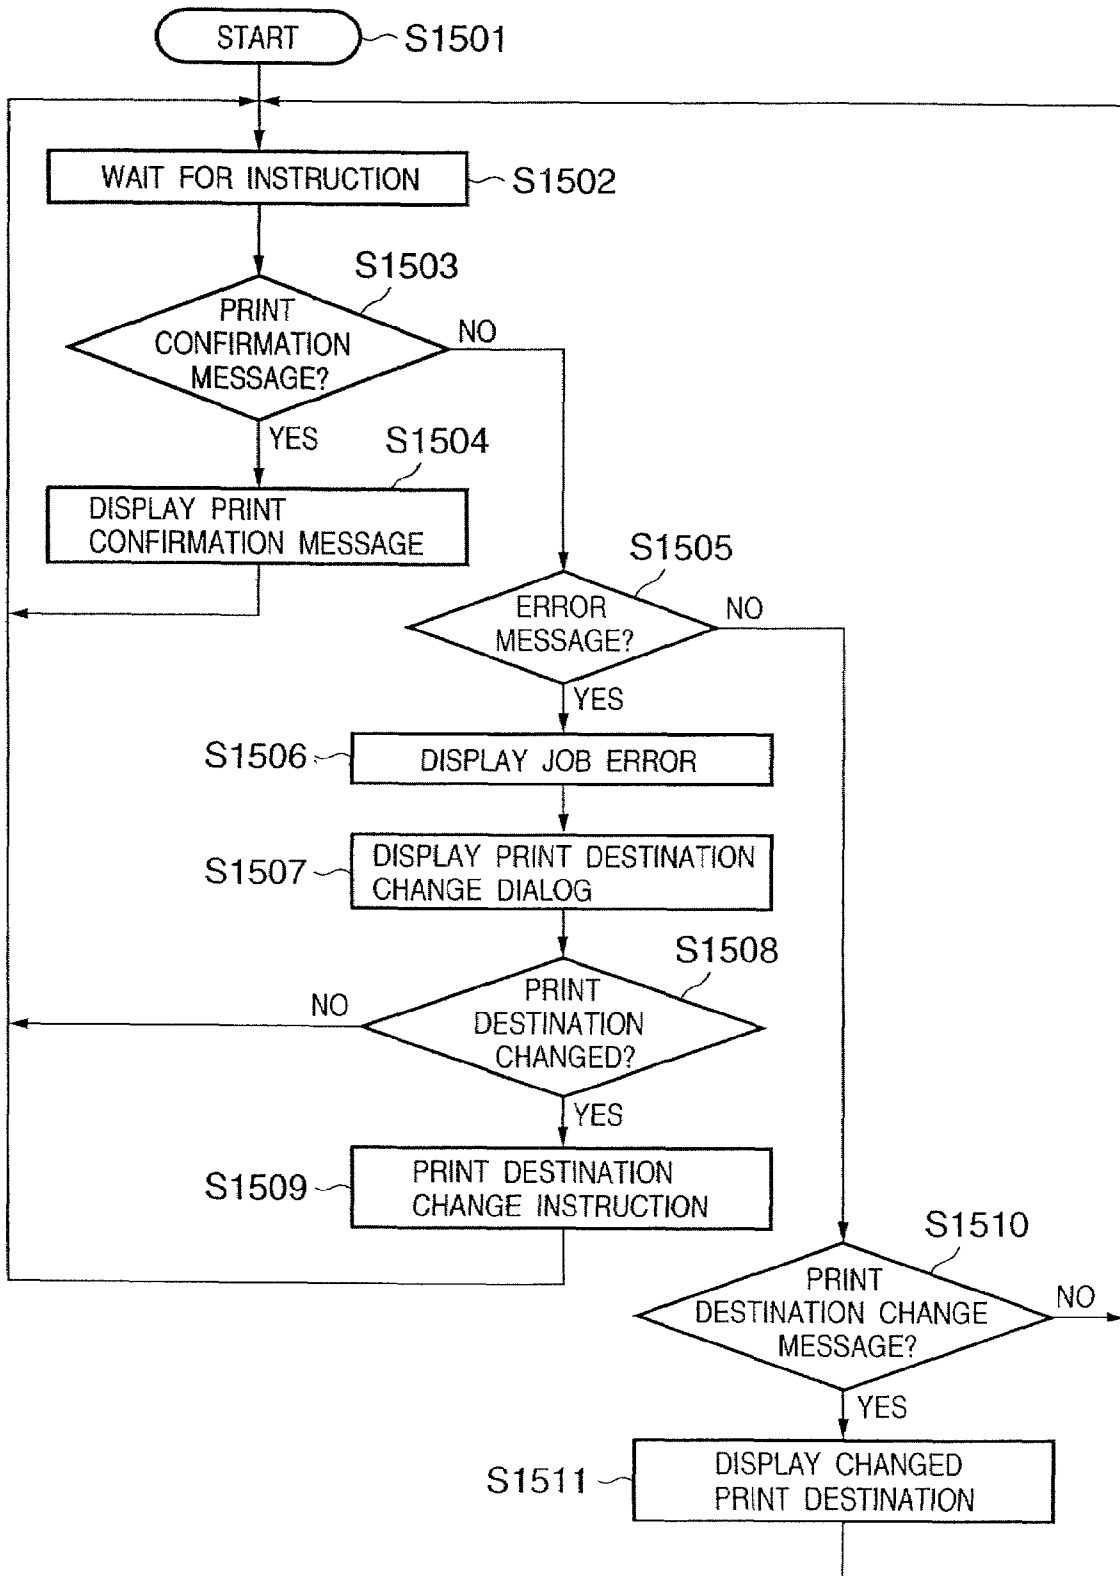 START
S1501
WAIT FOR INSTRUCTION
S1502
S1503
PRINT
CONFIRMATION
MESSAGE?
NO
YES
S1504
DISPLAY PRINT
CONFIRMATION MESSAGE
S1505
ERROR
MESSAGE?
NO
YES
S1506
DISPLAY JOB ERROR
S1507
DISPLAY PRINT DESTINATION
CHANGE DIALOG
S1508
PRINT
DESTINATION
CHANGED?
NO
YES
S1509
PRINT DESTINATION
CHANGE INSTRUCTION
S1510
PRINT
DESTINATION CHANGE
MESSAGE?
NO
YES
S1511
DISPLAY CHANGED
PRINT DESTINATION